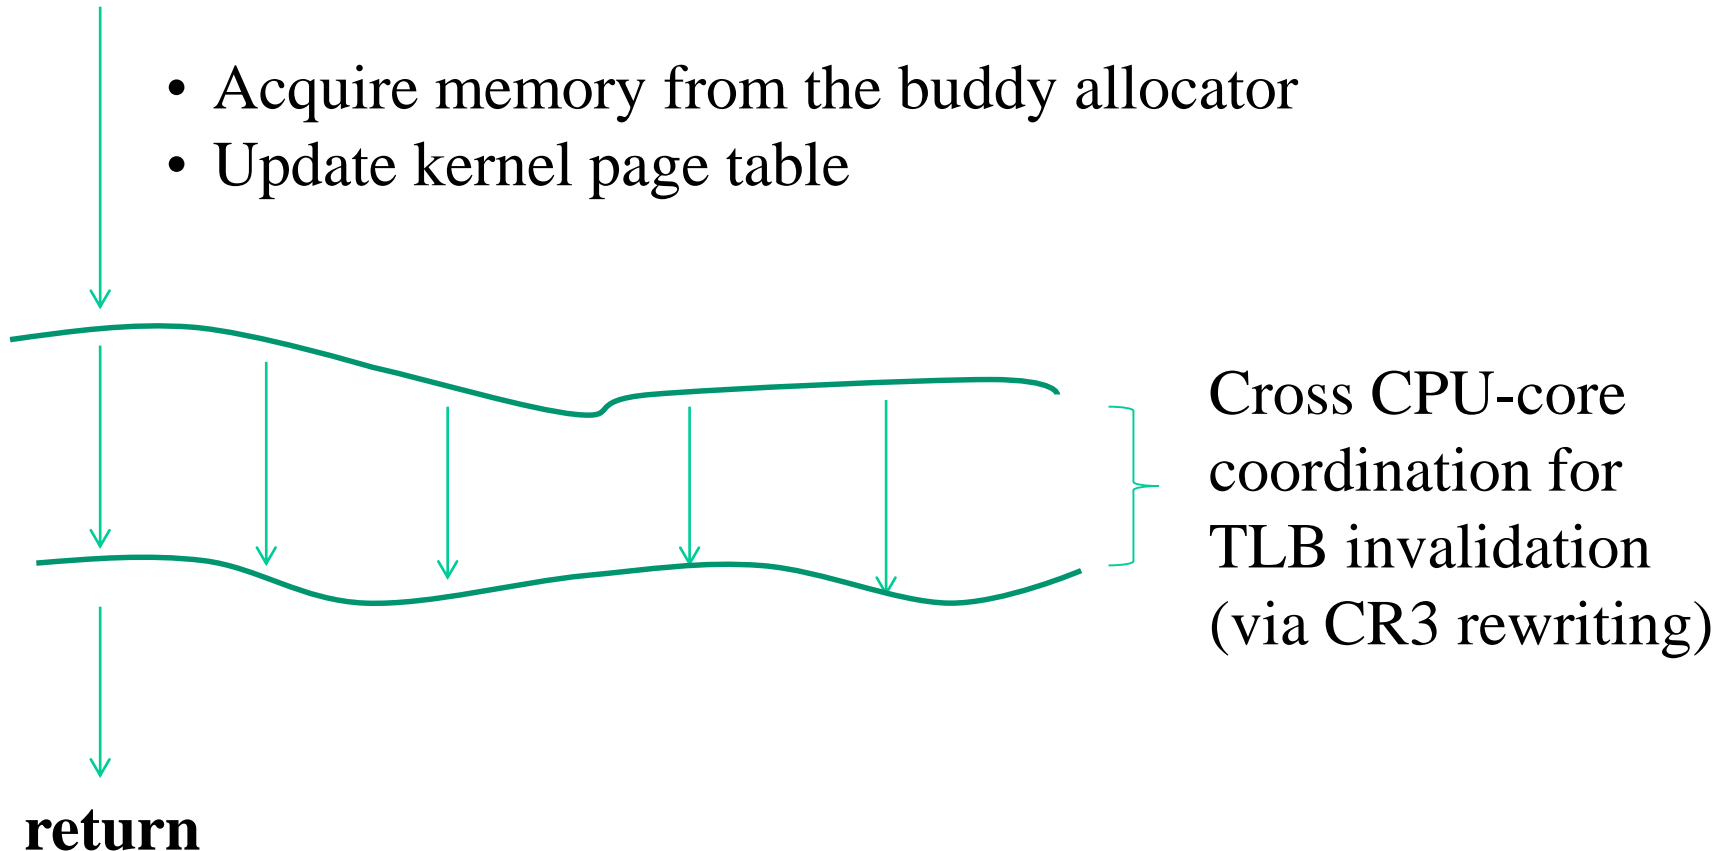 • Acquire memory from the buddy allocator
• Update kernel page table
Cross CPU-core
coordination for
TLB invalidation
(via CR3 rewriting)
return